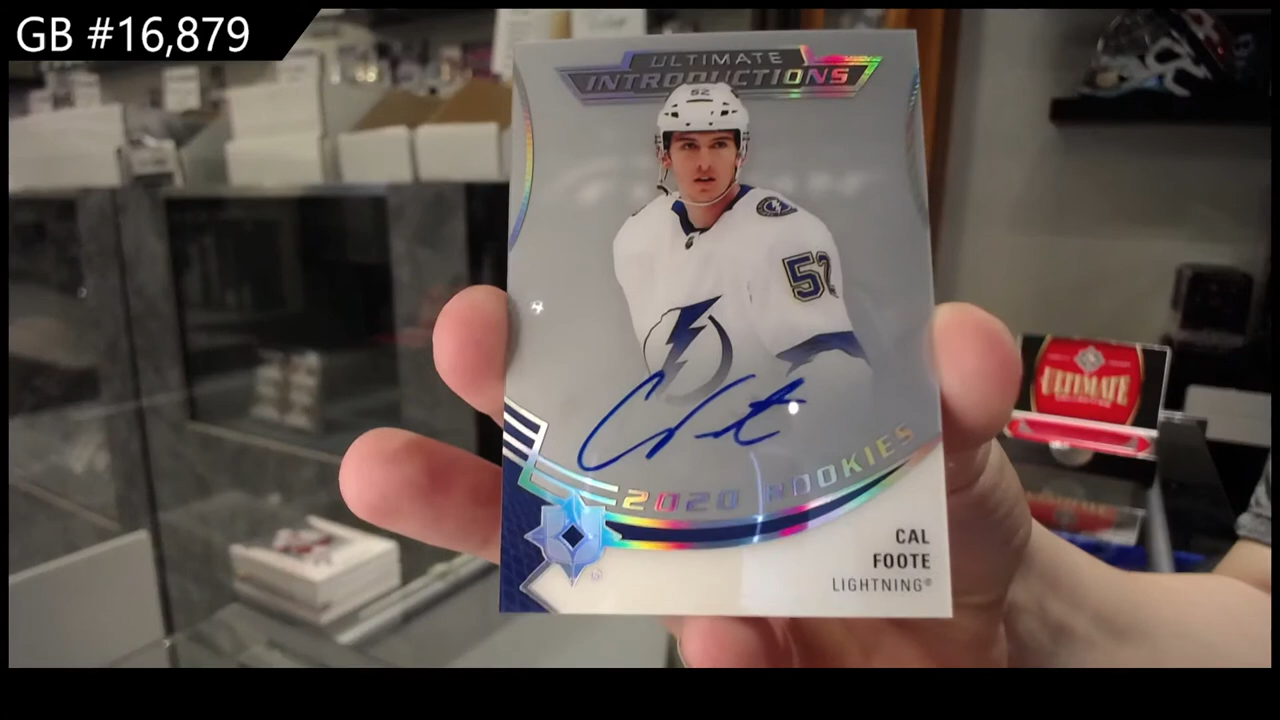 GB #16,879
ULTIMATE
INTRODUCTIONS
52
52
2020 ROOKIES
CAL
FOOTE
LIGHTNING®
ULTIMATE